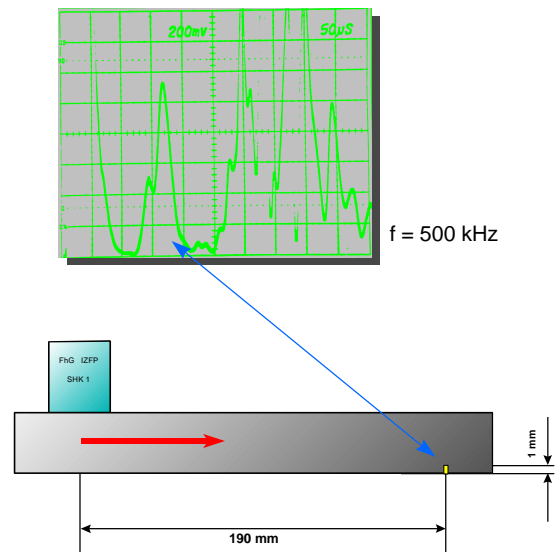 200mV 50µS
f = 500 kHz
FhG IZFP
SHK 1
1 mm
190 mm